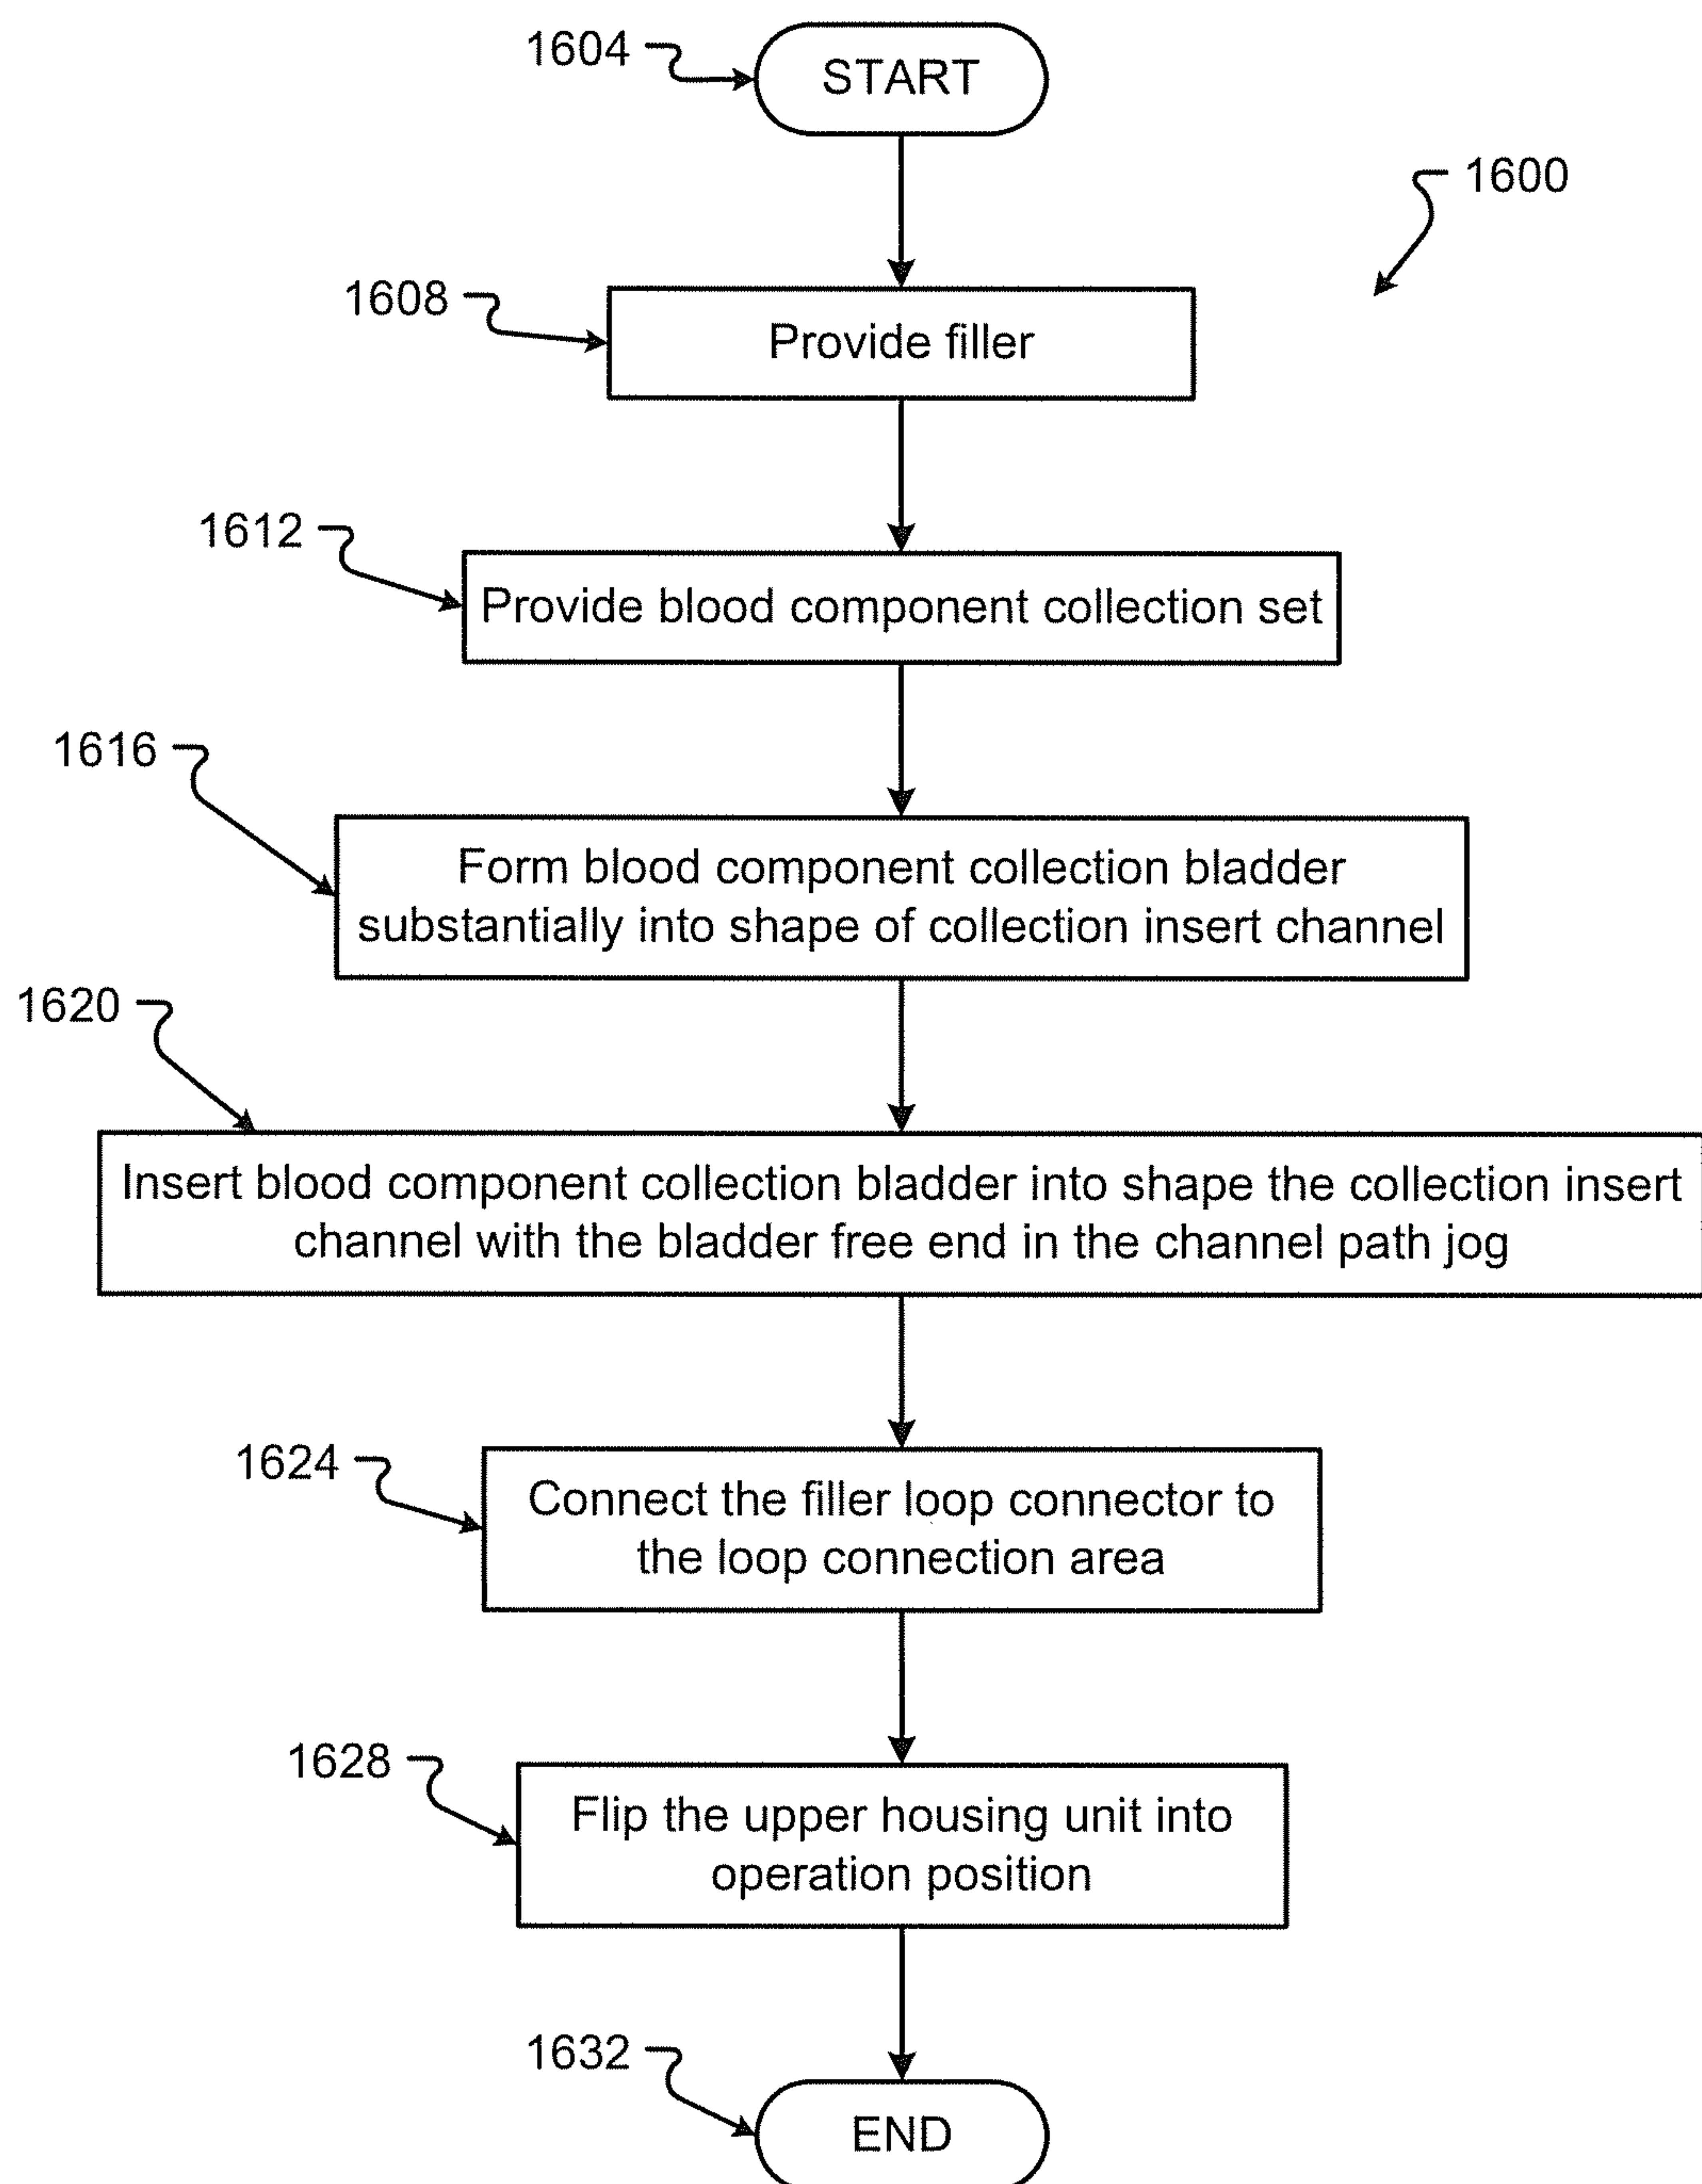 1604
START
1600
1608
Provide filler
1612
Provide blood component collection set
1616
Form blood component collection bladder
substantially into shape of collection insert channel
1620
Insert blood component collection bladder into shape the collection insert
channel with the bladder free end in the channel path jog
1624
Connect the filler loop connector to
the loop connection area
1628
Flip the upper housing unit into
operation position
1632
END